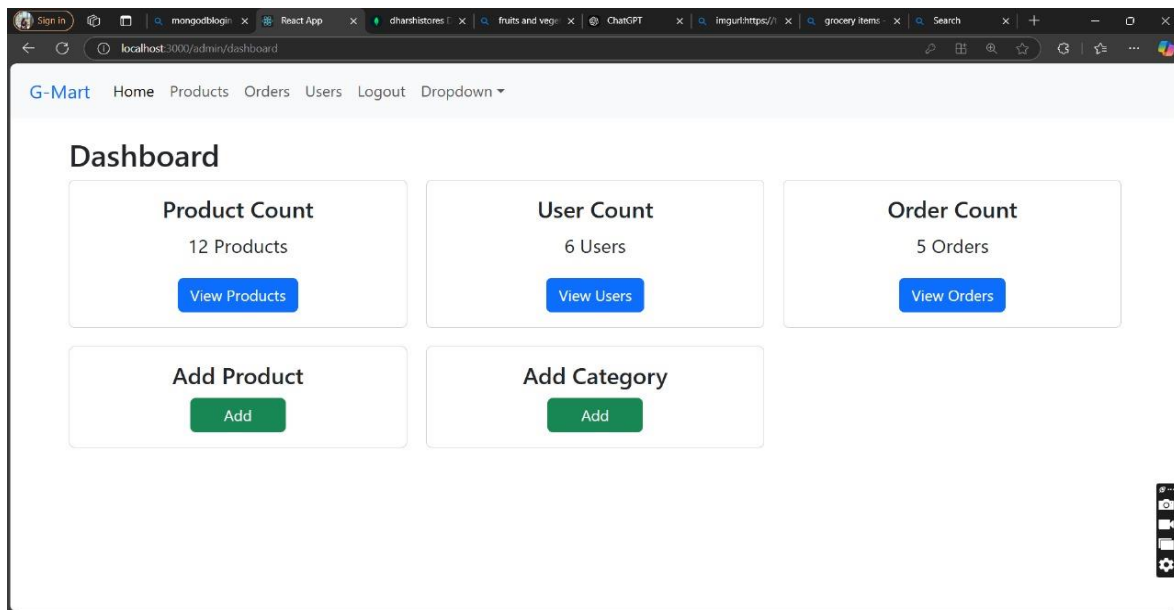 Sign in mongodblogin React App dharshistores fruits and vege ChatGPT imgurl:https:// grocery items - Search
localhost:3000/admin/dashboard
G-Mart Home Products Orders Users Logout Dropdown
Dashboard
Product Count User Count Order Count
12 Products 6 Users 5 Orders
View Products View Users View Orders
Add Product Add Category
Add Add